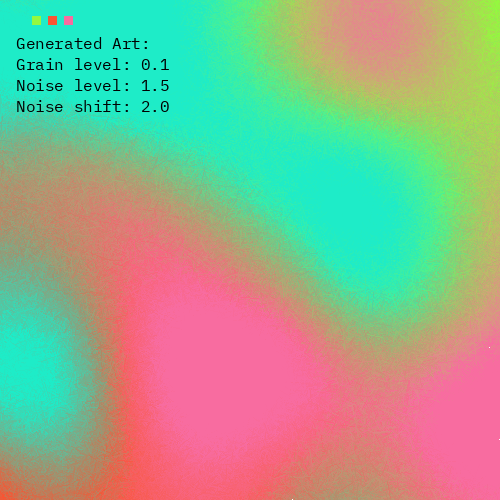 Generated Art:
Grain level: 0.1
Noise level: 1.5
Noise shift: 2.0